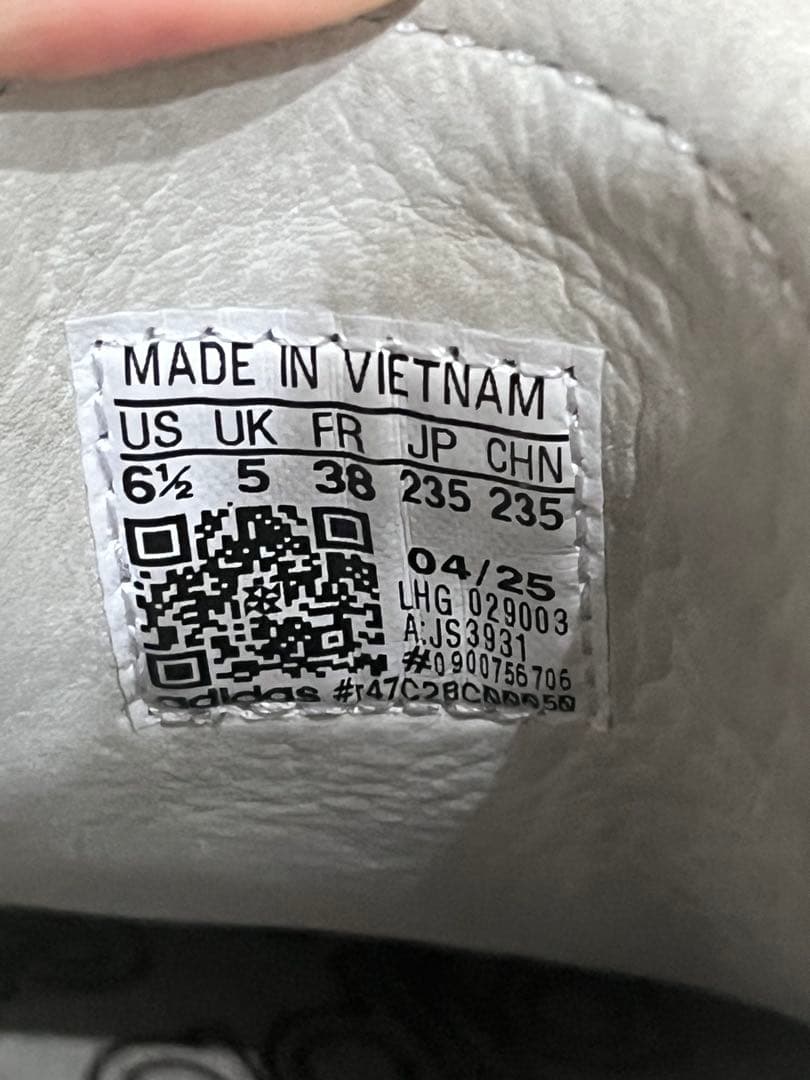 MADE IN VIETNAM
US UK FR JP CHN
6½ 5 38 235 235
04/25
LHG 029003
A:JS3931
#0900756706
adidas